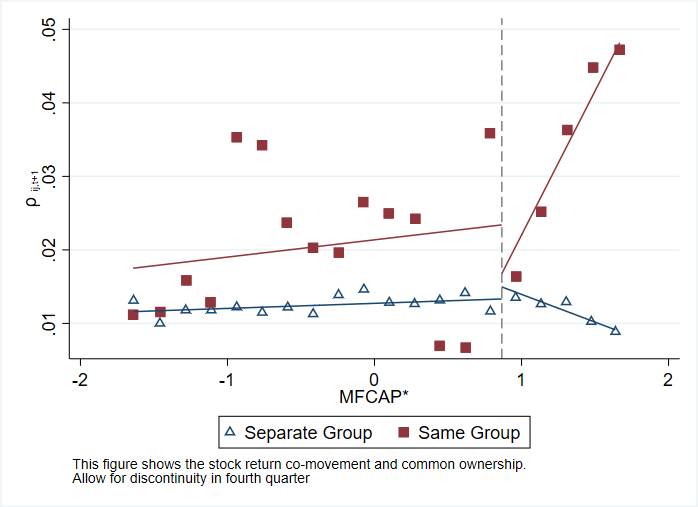 .05
.04
.03
.02
.01
ρ ij,t+1
-2 -1 0 1 2
MFCAP*
Separate Group Same Group
This figure shows the stock return co-movement and common ownership.
Allow for discontinuity in fourth quarter